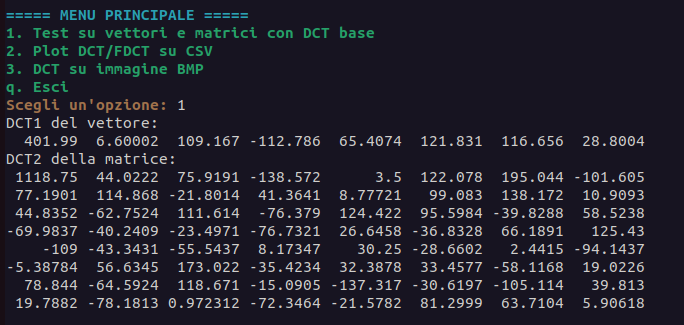 ===== MENU PRINCIPALE =====
1. Test su vettori e matrici con DCT base
2. Plot DCT/FDCT su CSV
3. DCT su immagine BMP
q. Esci
Scegli un'opzione: 1
DCT1 del vettore:
401.99 6.60002 109.167 -112.786 65.4074 121.831 116.656 28.8004
DCT2 della matrice:
1118.75 44.0222 75.9191 -138.572 3.5 122.078 195.044 -101.605
77.1901 114.868 -21.8014 41.3641 8.77721 99.083 138.172 10.9093
44.8352 -62.7524 111.614 -76.379 124.422 95.5984 -39.8288 58.5238
-69.9837 -40.2409 -23.4971 -76.7321 26.6458 -36.8328 66.1891 125.43
-109 -43.3431 -55.5437 8.17347 30.25 -28.6602 2.4415 -94.1437
-5.38784 56.6345 173.022 -35.4234 32.3878 33.4577 -58.1168 19.0226
78.844 -64.5924 118.671 -15.0905 -137.317 -30.6197 -105.114 39.813
19.7882 -78.1813 0.972312 -72.3464 -21.5782 81.2999 63.7104 5.90618